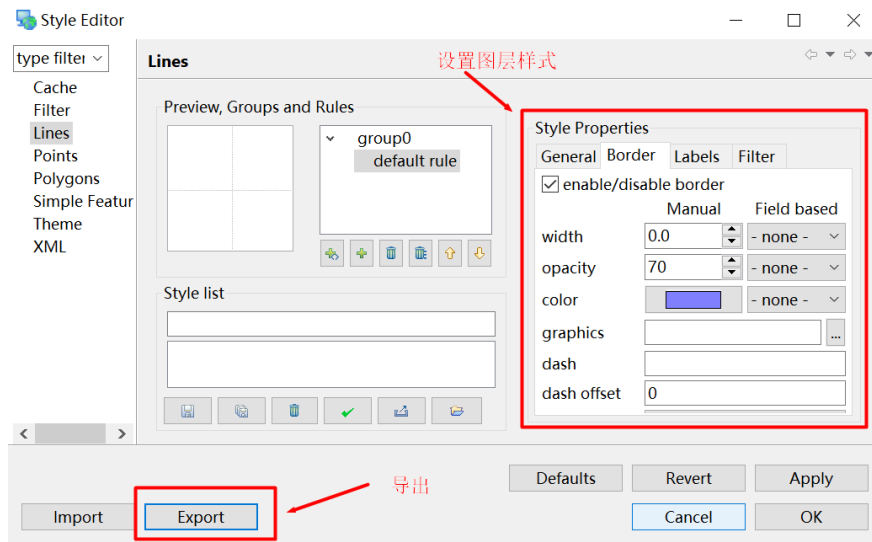 Style Editor
type filter
Lines
设置图层样式
Cache
Filter
Lines
Points
Polygons
Simple Featur
Theme
XML
Preview, Groups and Rules
group0
default rule
Style list
Style Properties
General Border Labels Filter
enable/disable border
Manual Field based
width 0.0 - none -
opacity 70 - none -
color - none -
graphics ...
dash
dash offset 0
导出
Defaults Revert Apply
Import Export Cancel OK